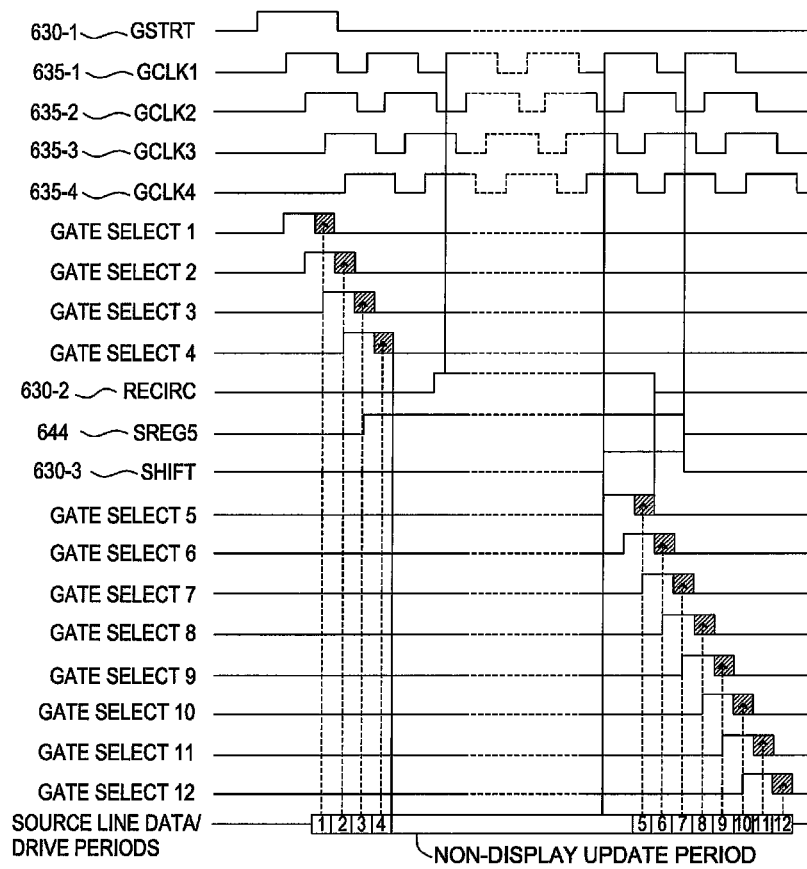 630-1 GSTRT
635-1 GCLK1
635-2 GCLK2
635-3 GCLK3
635-4 GCLK4
GATE SELECT 1
GATE SELECT 2
GATE SELECT 3
GATE SELECT 4
630-2 RECIRC
644 SREG5
630-3 SHIFT
GATE SELECT 5
GATE SELECT 6
GATE SELECT 7
GATE SELECT 8
GATE SELECT 9
GATE SELECT 10
GATE SELECT 11
GATE SELECT 12
SOURCE LINE DATA/
DRIVE PERIODS
1 2 3 4 5 6 7 8 9 10 11 12
NON-DISPLAY UPDATE PERIOD